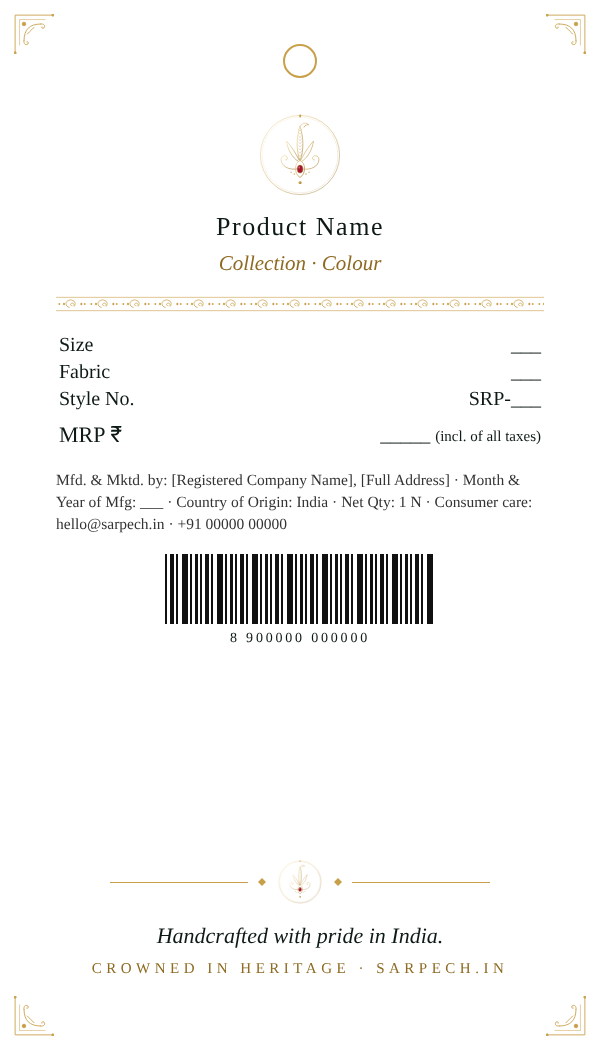 Product Name
Collection · Colour
Size ___
Fabric ___
Style No. SRP-___
MRP ₹ _____ (incl. of all taxes)
Mfd. & Mktd. by: [Registered Company Name], [Full Address] · Month &
Year of Mfg: ___ · Country of Origin: India · Net Qty: 1 N · Consumer care:
hello@sarpech.in · +91 00000 00000
8 900000 000000
Handcrafted with pride in India.
CROWNED IN HERITAGE · SARPECH.IN